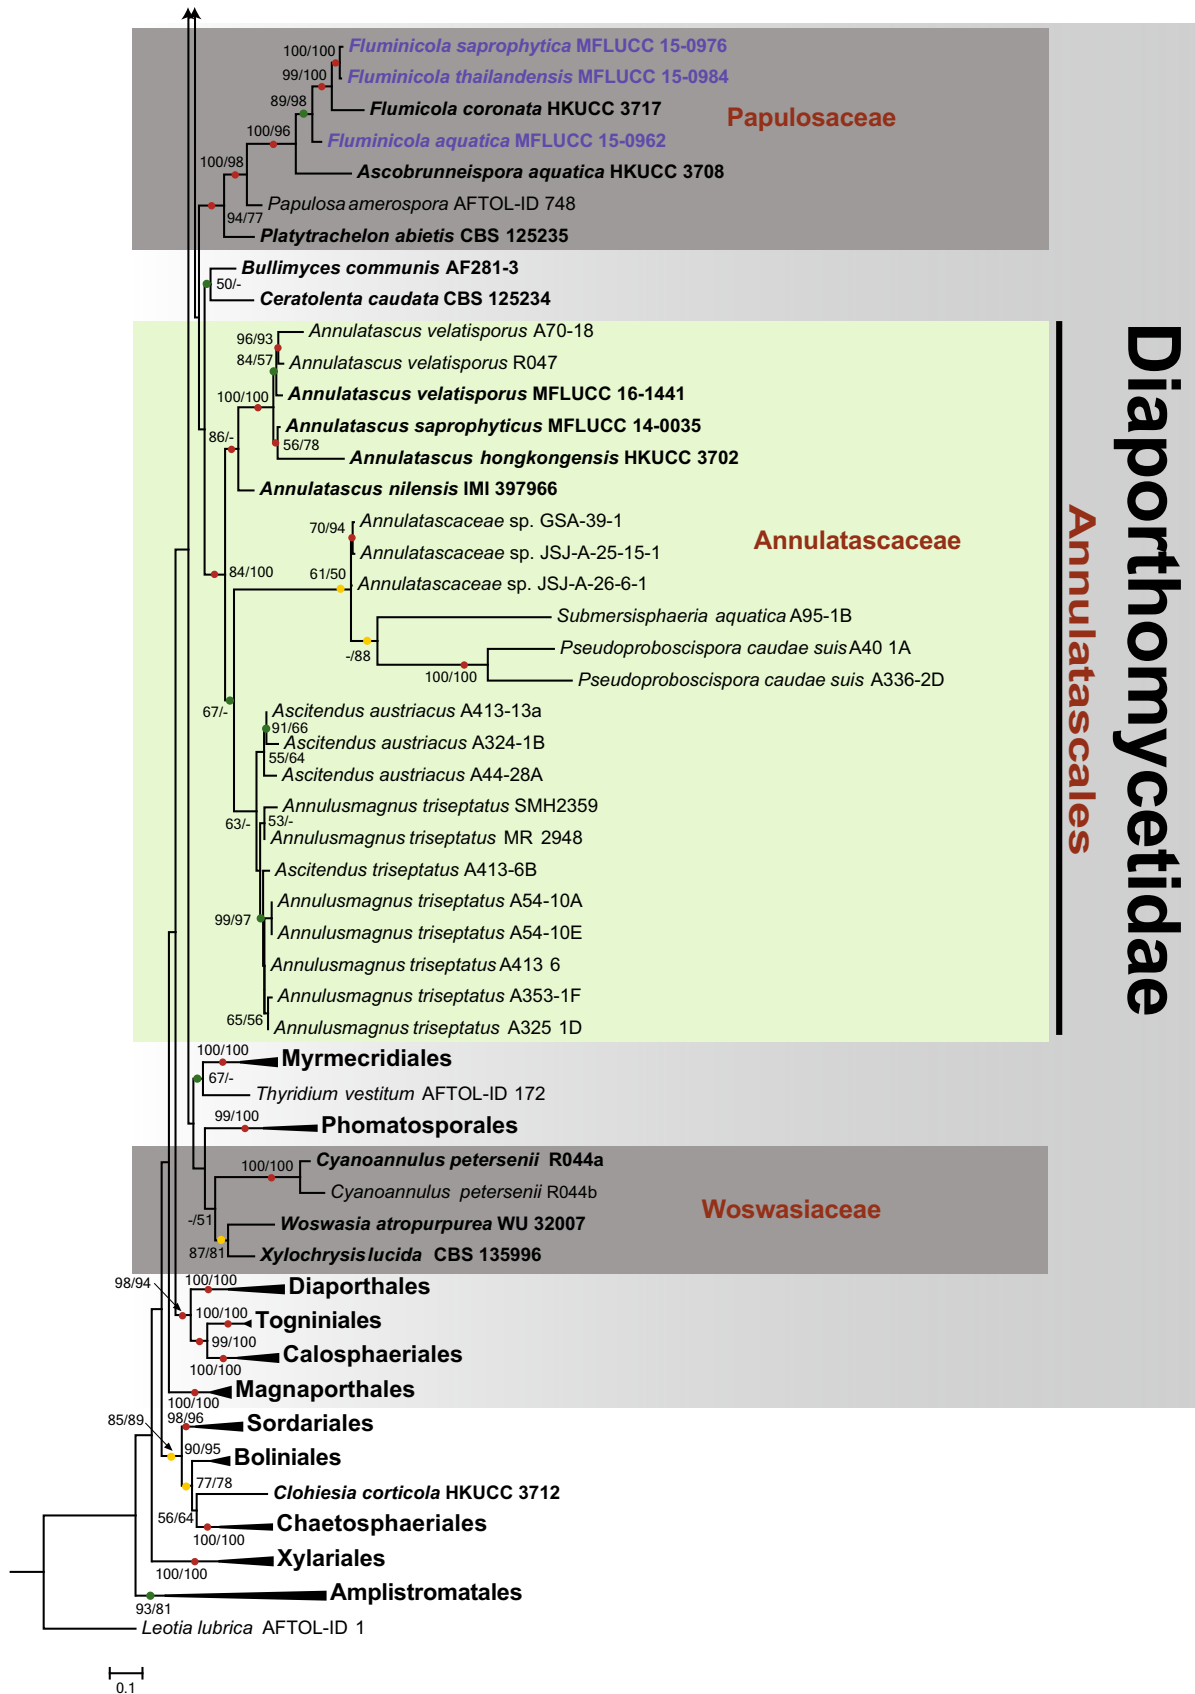 100/100
Fluminicola saprophytica MFLUCC 15-0976
99/100
Fluminicola thailandensis MFLUCC 15-0984
89/98
Flumicola coronata HKUCC 3717
Papulosaceae
100/96
Fluminicola aquatica MFLUCC 15-0962
100/98
Ascobrunneispora aquatica HKUCC 3708
Papulosa amerospora AFTOL-ID 748
94/77
Platytrachelon abietis CBS 125235
Bullimyces communis AF281-3
50/-
Ceratolenta caudata CBS 125234
Annulatascus velatisporus A70-18
96/93
84/57
Annulatascus velatisporus R047
Annulatascus velatisporus MFLUCC 16-1441
100/100
Annulatascus saprophyticus MFLUCC 14-0035
86/-
56/78
Annulatascus hongkongensis HKUCC 3702
Annulatascus nilensis IMI 397966
Annulatascaceae sp. GSA-39-1
70/94
Annulatascaceae
Annulatascaceae sp. JSJ-A-25-15-1
84/100
61/50
Annulatascaceae sp. JSJ-A-26-6-1
Submersisphaeria aquatica A95-1B
-/88
Pseudoproboscispora caudae suis A40 1A
100/100
Pseudoproboscispora caudae suis A336-2D
67/-
Ascitendus austriacus A413-13a
91/66
Ascitendus austriacus A324-1B
55/64
Ascitendus austriacus A44-28A
Annulusmagnus triseptatus SMH2359
63/-
53/-
Annulusmagnus triseptatus MR 2948
Ascitendus triseptatus A413-6B
Annulusmagnus triseptatus A54-10A
99/97
Annulusmagnus triseptatus A54-10E
Annulusmagnus triseptatus A413 6
Annulusmagnus triseptatus A353-1F
65/56
Annulusmagnus triseptatus A325 1D
Annulatascales
Diaporthomycetidae
100/100
Myrmecridiales
67/-
Thyridium vestitum AFTOL-ID 172
99/100
Phomatosporales
Cyanoannulus petersenii R044a
100/100
Cyanoannulus petersenii R044b
Woswasiaceae
-/51
Woswasia atropurpurea WU 32007
87/81
Xylochrysis lucida CBS 135996
98/94
100/100
Diaporthales
100/100
Togniniales
99/100
Calosphaeriales
100/100
Magnaporthales
100/100
85/89
98/96
Sordariales
90/95
Boliniales
77/78
Clohiesia corticola HKUCC 3712
56/64
Chaetosphaeriales
100/100
Xylariales
100/100
Amplistromatales
93/81
Leotia lubrica AFTOL-ID 1
0.1